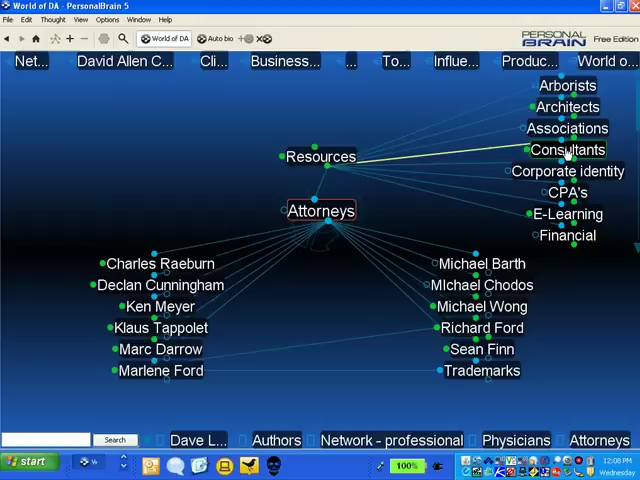 World of DA - PersonalBrain 5
File Edit Thought View Options Window Help
World of DA Auto bio
PERSONAL
BRAIN Free Edition
Net... David Allen C... Cli... Business... ... To... Influe... Produc... World o...
Arborists
Architects
Associations
Resources
Consultants
Corporate identity
CPA's
Attorneys
E-Learning
Financial
Charles Raeburn
Michael Barth
Declan Cunningham
MIchael Chodos
Ken Meyer
Michael Wong
Klaus Tappolet
Richard Ford
Marc Darrow
Sean Finn
Marlene Ford
Trademarks
Search Dave L... Authors Network - professional Physicians Attorneys
start 100% 12:08 PM
Wednesday